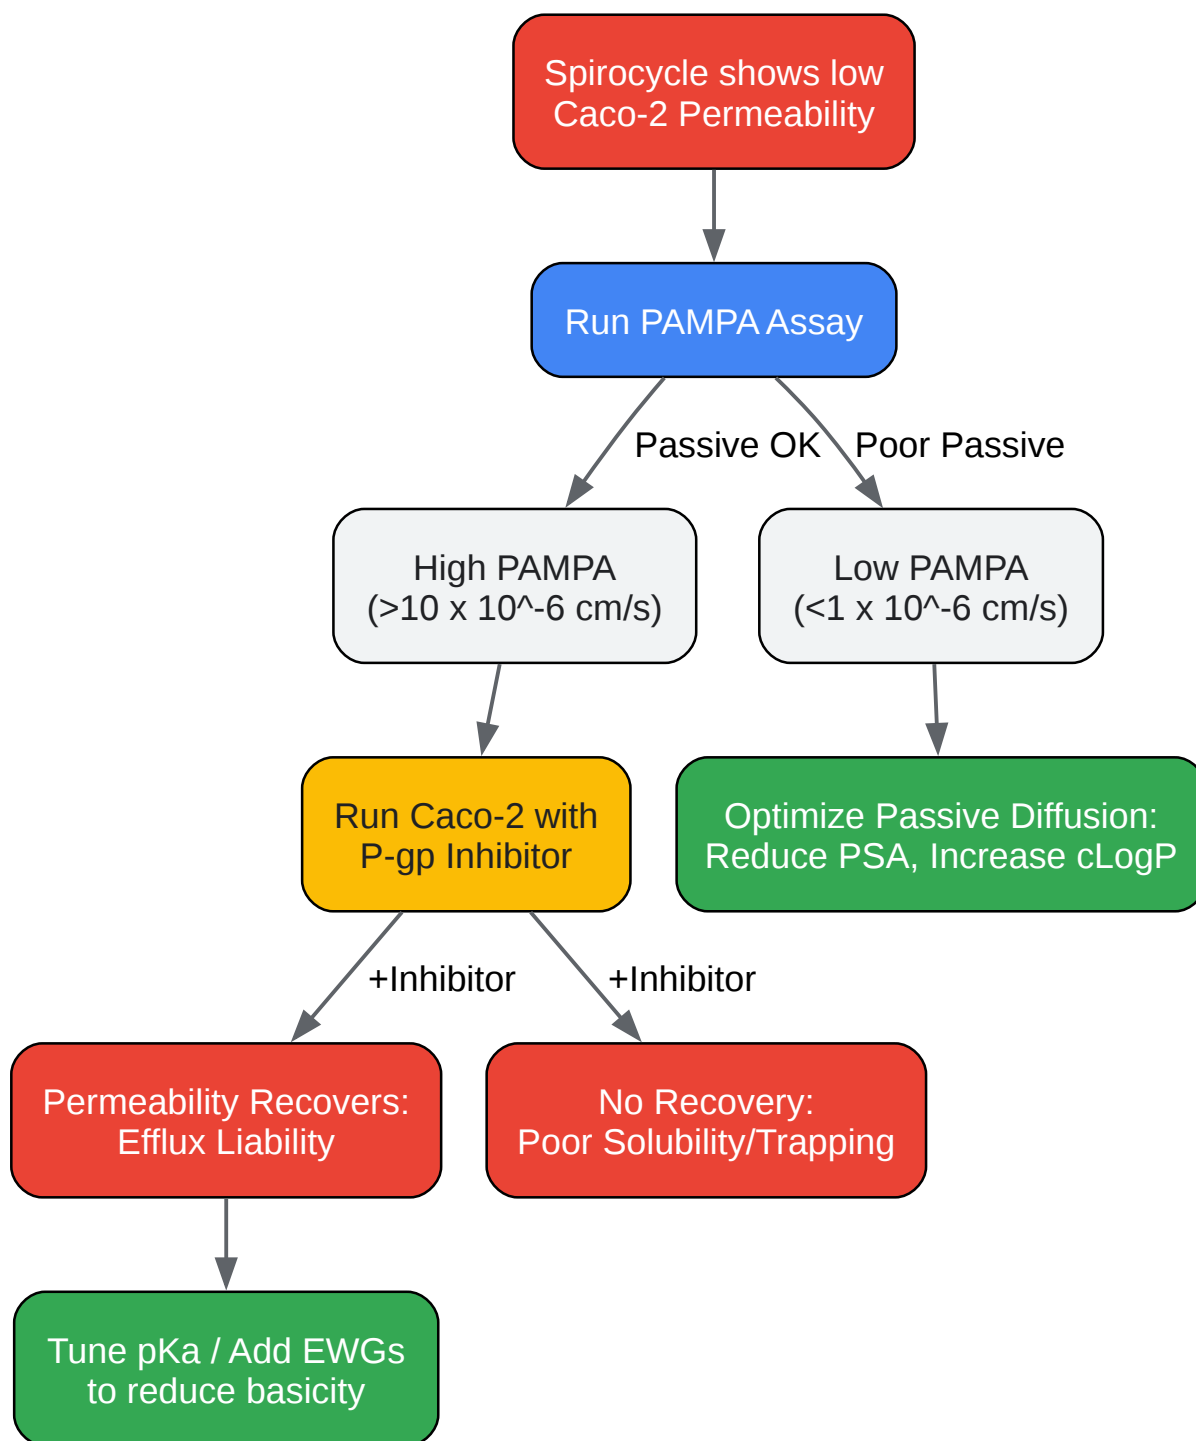 Spirocycle shows low
Caco-2 Permeability
Run PAMPA Assay
Passive OK
Poor Passive
High PAMPA
(>10 x 10^-6 cm/s)
Low PAMPA
(<1 x 10^-6 cm/s)
Run Caco-2 with
P-gp Inhibitor
Optimize Passive Diffusion:
Reduce PSA, Increase cLogP
+Inhibitor
+Inhibitor
Permeability Recovers:
Efflux Liability
No Recovery:
Poor Solubility/Trapping
Tune pKa / Add EWGs
to reduce basicity